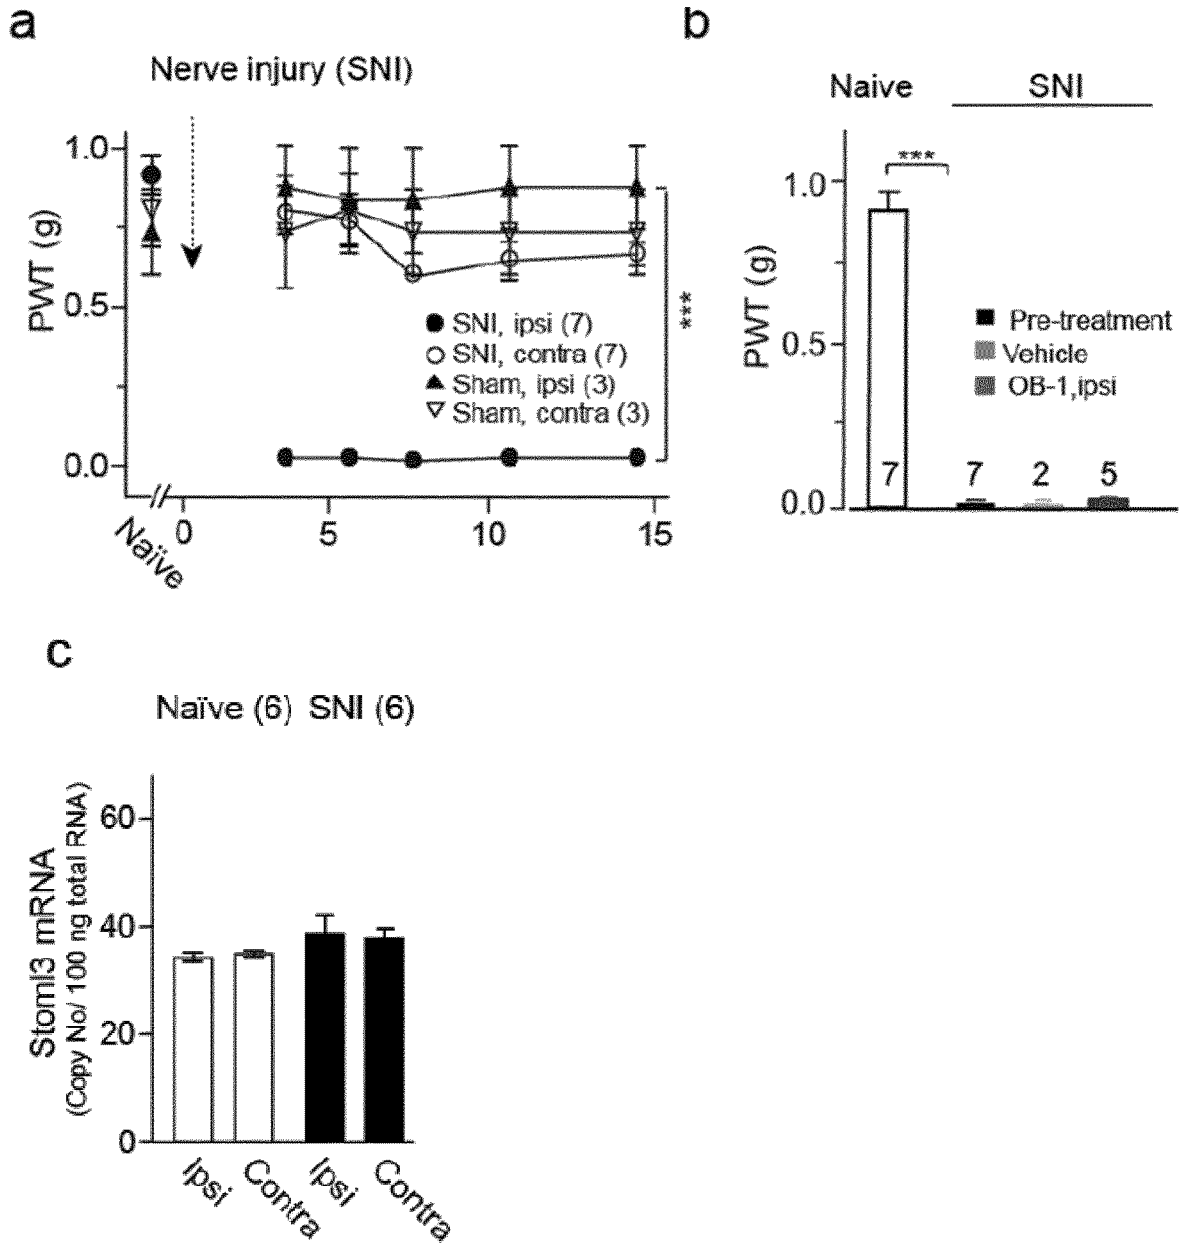 a
Nerve injury (SNI)
PWT (g)
1.0
0.5
0.0
SNI, ipsi (7)
SNI, contra (7)
Sham, ipsi (3)
Sham, contra (3)
***
Naïve
0
5
10
15
b
Naive
SNI
***
PWT (g)
1.0
0.5
0.0
Pre-treatment
Vehicle
OB-1,ipsi
7
7
2
5
c
Naïve (6) SNI (6)
Stoml3 mRNA
(Copy No/ 100 ng total RNA)
60
40
20
0
Ipsi
Contra
Ipsi
Contra